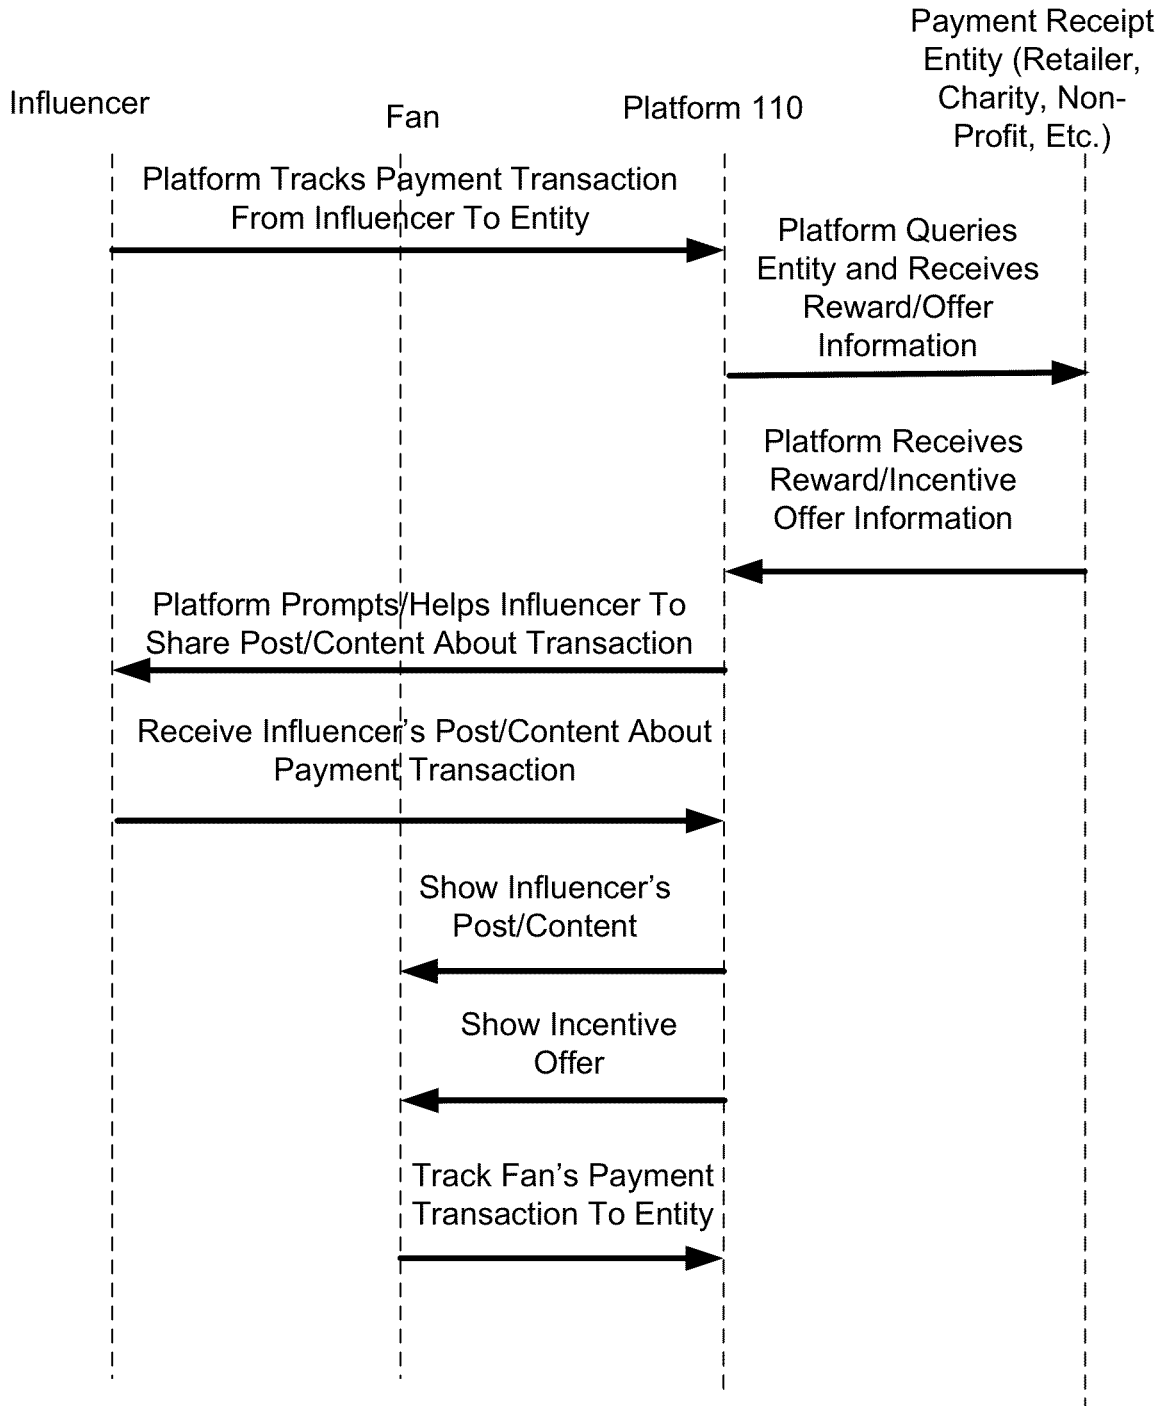 Influencer
Fan
Platform 110
Payment Receipt
Entity (Retailer,
Charity, Non-
Profit, Etc.)
Platform Tracks Payment Transaction
From Influencer To Entity
Platform Queries
Entity and Receives
Reward/Offer
Information
Platform Receives
Reward/Incentive
Offer Information
Platform Prompts/Helps Influencer To
Share Post/Content About Transaction
Receive Influencer's Post/Content About
Payment Transaction
Show Influencer's
Post/Content
Show Incentive
Offer
Track Fan's Payment
Transaction To Entity